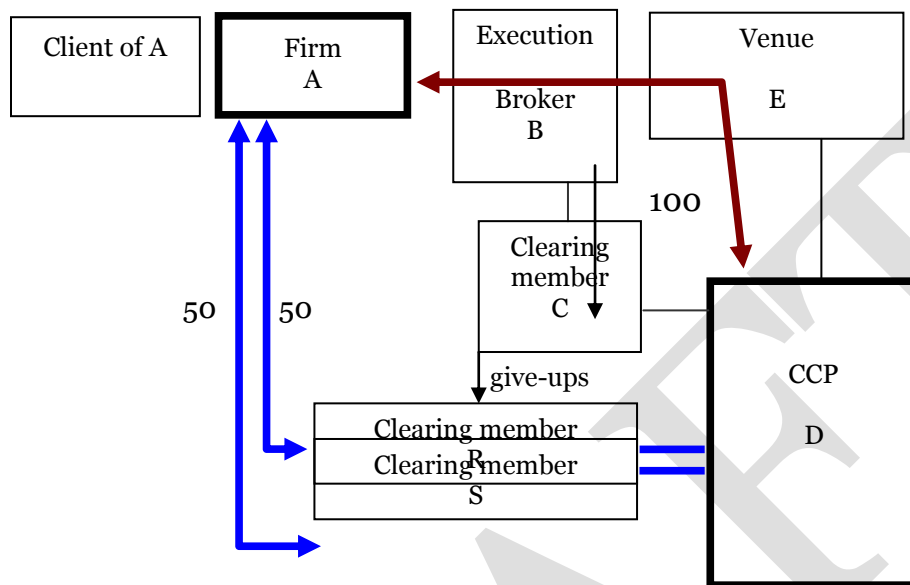 Client of A
Firm
A
Execution
Broker
B
Venue
E
100
Clearing
member
C
50
50
give-ups
CCP
D
Clearing member
R
Clearing member
S